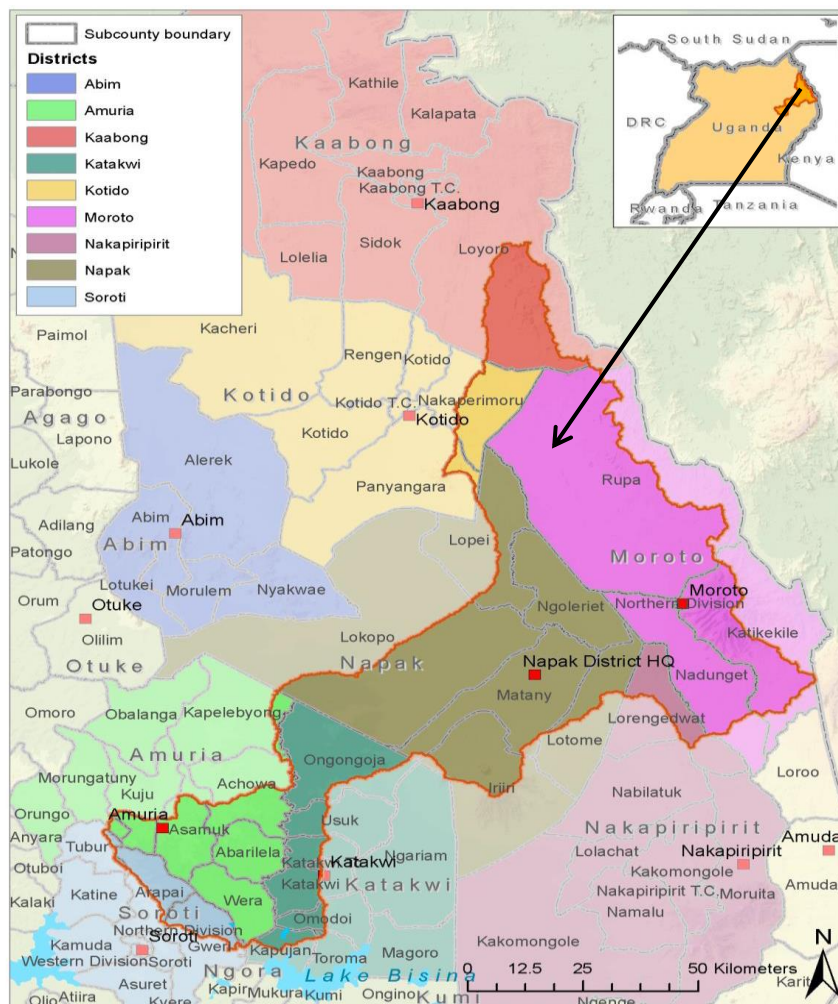 Subcounty boundary
Districts
Abim
Amuria
Kaabong
Katakwi
Kotido
Moroto
Nakapiripirit
Napak
Soroti
South Sudan
DRC
Uganda
Kenya
Rwanda
Tanzania
Kathile
Kalapata
Kaabong
Kapedo
Kaabong
Kaabong T.C.
Kaabong
Sidok
Lolelia
Loyoro
Kacheri
Paimol
Rengen
Kotido
Kotido
Parabongo
Kotido T.C.
Nakaperimoru
Kotido
Agago
Lapono
Kotido
Lukole
Alerek
Panyangara
Rupa
Adilang
Abim
Abim
Lopei
Patongo
Abim
Moroto
Lotukei
Morulem
Nyakwae
Orum
Otuke
Ngoleriet
Moroto
Northern Division
Olilim
Lokopo
Katikekile
Otuke
Napak
Napak District HQ
Nadunget
Matany
Omoro
Obalanga
Kapelebyong
Lorengedwat
Amuria
Ongongoja
Lotome
Morungatuny
Achowa
Loroo
Kuju
Iriiri
Nabilatuk
Orungo
Amuria
Usuk
Asamuk
Nakapiripirit
Anyara
Tubur
Abarilela
Katakwi
Ngariam
Lolachat
Nakapiripirit
Amuda
Otuboi
Katakwi
Kakomongole
Katine
Arapai
Katakwi
Katakwi
Nakapiripirit T.C.
Moruita
Amuda
Kalaki
Wera
Soroti
Namalu
Northern Division
Omodoi
Kamuda
Soroti
Gweri
Kapujan
Kakomongole
Western Division
Soroti
Toroma
Magoro
Ngora
Lake Bisina
Asuret
Kapir
Mukura
Kumi
Ongino
Kumi
Olio
Atiira
Kyere
Ngenge
Karit
N
0 12.5 25 50 Kilometers